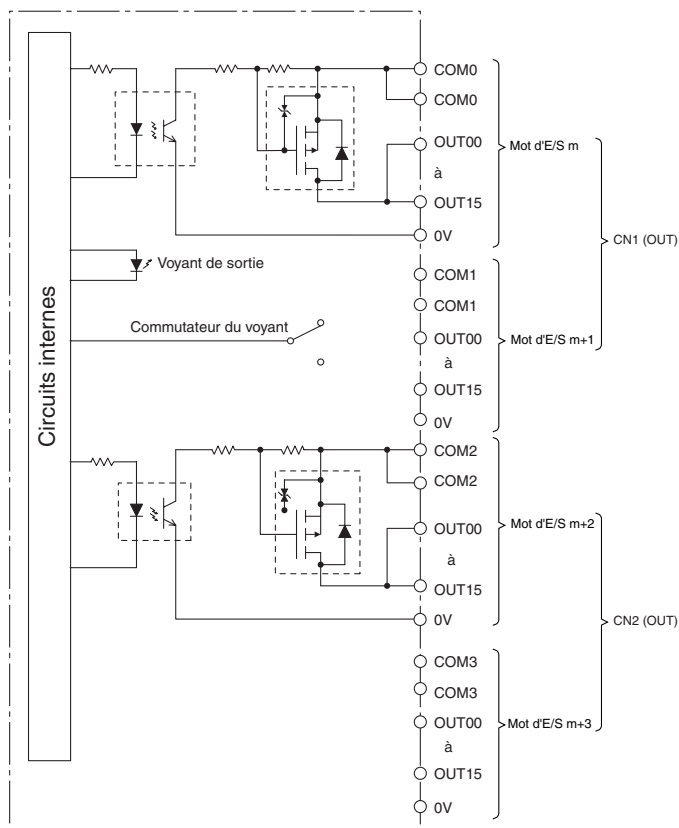 Circuits internes
COM0
COM0
OUT00
à
OUT15
0V
Mot d'E/S m
CN1 (OUT)
Voyant de sortie
Commutateur du voyant
COM1
COM1
OUT00
à
OUT15
0V
Mot d'E/S m+1
COM2
COM2
OUT00
à
OUT15
0V
Mot d'E/S m+2
CN2 (OUT)
COM3
COM3
OUT00
à
OUT15
0V
Mot d'E/S m+3